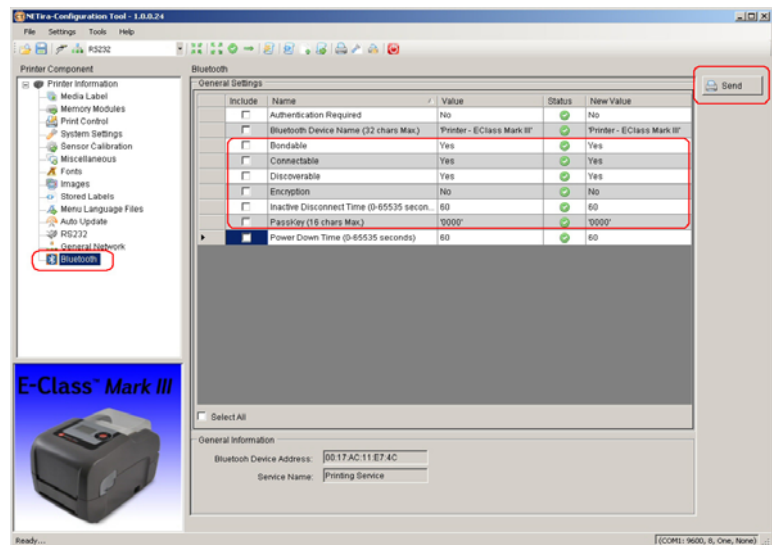 NETira-Configuration Tool - 1.0.0.24
File Settings Tools Help
RS232
Printer Component
Bluetooth
Printer Information
Media Label
Memory Modules
Print Control
System Settings
Sensor Calibration
Miscellaneous
Fonts
Images
Stored Labels
Menu Language Files
Auto Update
RS232
General Network
Bluetooth
General Settings
Include Name Value Status New Value
Authentication Required No No
Bluetooth Device Name (32 chars Max.) 'Printer - EClass Mark III' 'Printer - EClass Mark III'
Bondable Yes Yes
Connectable Yes Yes
Discoverable Yes Yes
Encryption No No
Inactive Disconnect Time (0-65535 secon... 60 60
PassKey (16 chars Max.) '0000' '0000'
Power Down Time (0-65535 seconds) 60 60
Send
Select All
General Information
Bluetooh Device Address: 00:17:AC:11:E7:4C
Service Name: Printing Service
E-Class™ Mark III
Ready...
(COM1: 9600, 8, One, None)